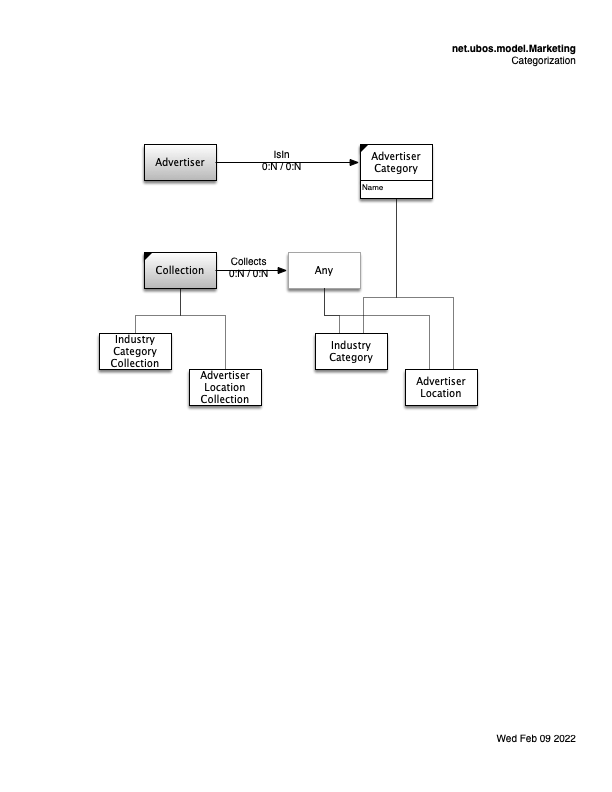 net.ubos.model.Marketing
Categorization
Advertiser
IsIn
0:N / 0:N
Advertiser
Category
Name
Collection
Collects
0:N / 0:N
Any
Industry
Category
Collection
Advertiser
Location
Collection
Industry
Category
Advertiser
Location
Wed Feb 09 2022